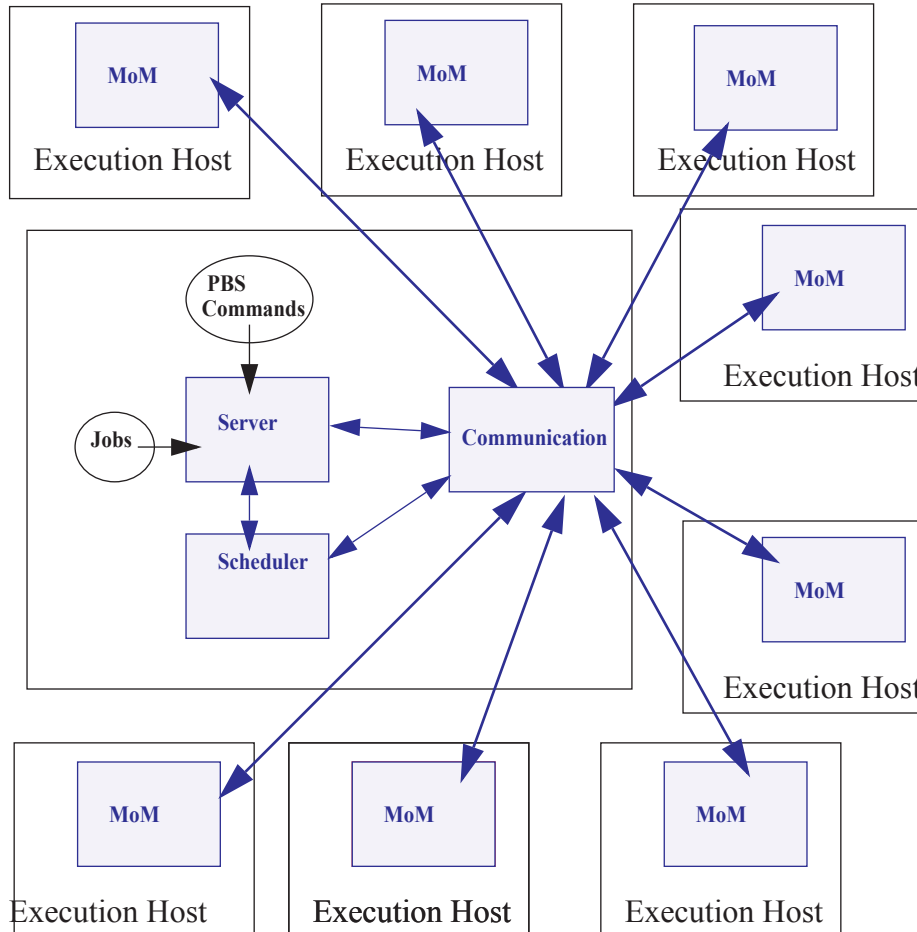 MoM
Execution Host
MoM
Execution Host
MoM
Execution Host
MoM
Execution Host
PBS
Commands
Server
Jobs
Communication
Scheduler
MoM
Execution Host
MoM
Execution Host
MoM
Execution Host
MoM
Execution Host